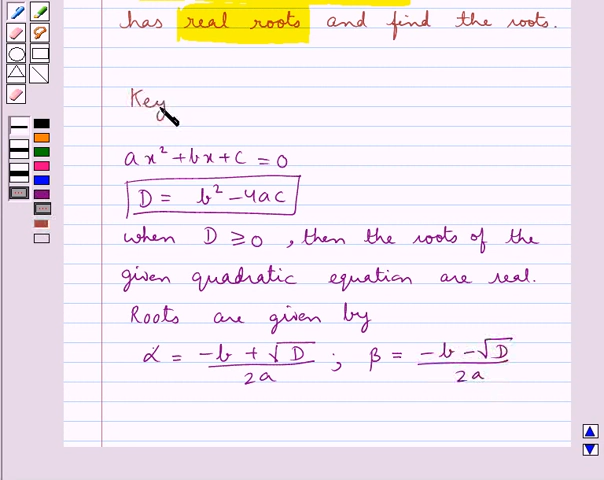 has real roots and find the roots.
Key
ax² + bx + c = 0
D = b² - 4ac
when D ≥ 0 , then the roots of the
given quadratic equation are real.
Roots are given by
α = (-b + √D)/2a ; β = (-b - √D)/2a